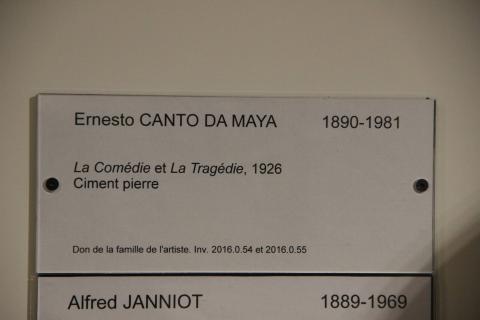 Ernesto CANTO DA MAYA 1890-1981
La Comédie et La Tragédie, 1926
Ciment pierre
Don de la famille de l'artiste. Inv. 2016.0.54 et 2016.0.55
Alfred JANNIOT 1889-1969